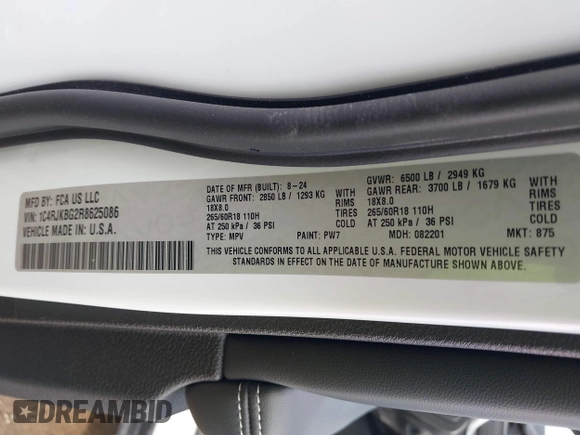 MFD BY: FCA US LLC
VIN: 1C4RJKBG2R8625086
VEHICLE MADE IN: U.S.A.
DATE OF MFR (BUILT): 8-24
GAWR FRONT: 2850 LB / 1293 KG
18X8.0 RIMS
265/60R18 110H TIRES
AT 250 kPa / 36 PSI
TYPE: MPV PAINT: PW7
GVWR: 6500 LB / 2949 KG
GAWR REAR: 3700 LB / 1679 KG
18X8.0 RIMS
265/60R18 110H TIRES
AT 250 kPa / 36 PSI
MDH: 082201 MKT: 875
THIS VEHICLE CONFORMS TO ALL APPLICABLE U.S.A. FEDERAL MOTOR VEHICLE SAFETY
STANDARDS IN EFFECT ON THE DATE OF MANUFACTURE SHOWN ABOVE.
DREAMBID